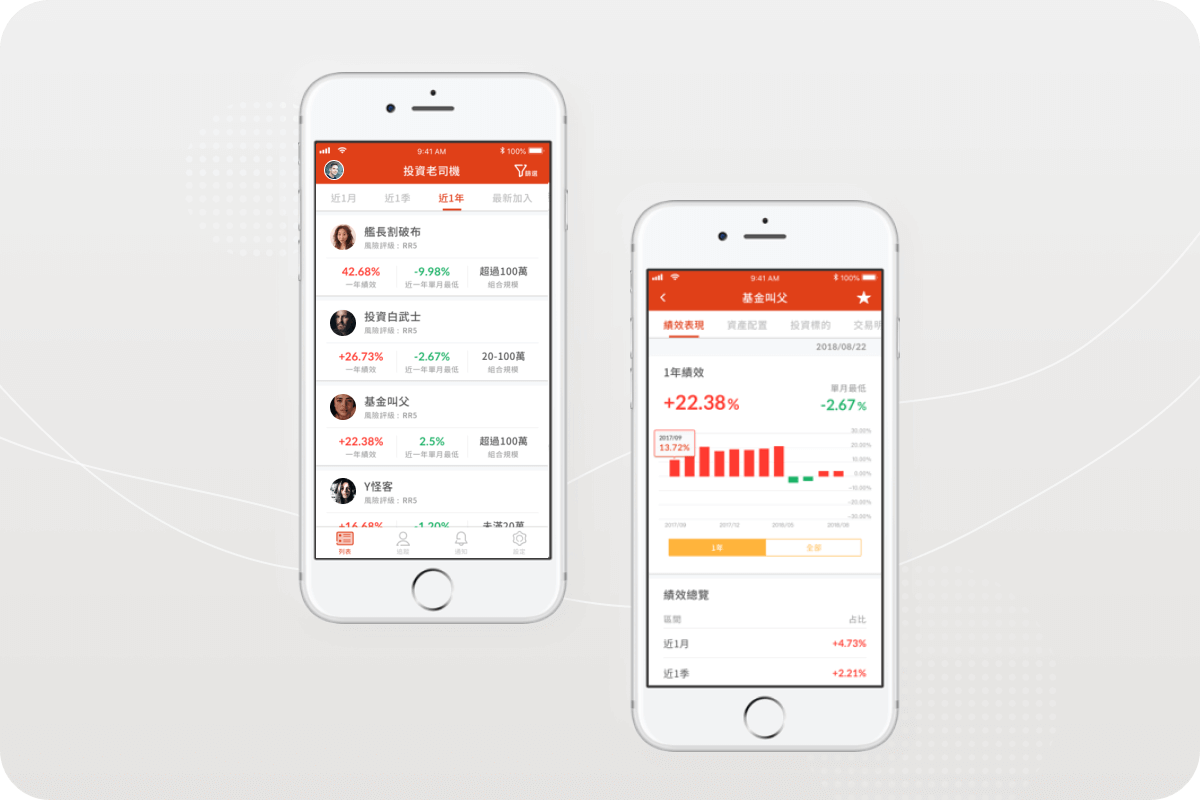 9:41 AM
100%
投資老司機
篩選
近1月 近1季 近1年 最新加入
艦長割破布
風險評級：RR5
42.68% -9.98% 超過100萬
一年績效 近一年單月最低 組合規模
投資白武士
風險評級：RR5
+26.73% -2.67% 20-100萬
一年績效 近一年單月最低 組合規模
基金叫父
風險評級：RR5
+22.38% 2.5% 超過100萬
一年績效 近一年單月最低 組合規模
Y怪客
風險評級：RR5
+16.68% -1.20% 未滿20萬
列表 追蹤 通知 設定
9:41 AM
100%
基金叫父
績效表現 資產配置 投資標的 交易明
2018/08/22
1年績效
單月最低
+22.38%
-2.67%
2017/09
13.72%
30.00%
20.00%
10.00%
0.00%
-10.00%
-20.00%
-30.00%
2017/09 2017/12 2018/05 2018/08
1年 全部
績效總覽
區間 占比
近1月 +4.73%
近1季 +2.21%